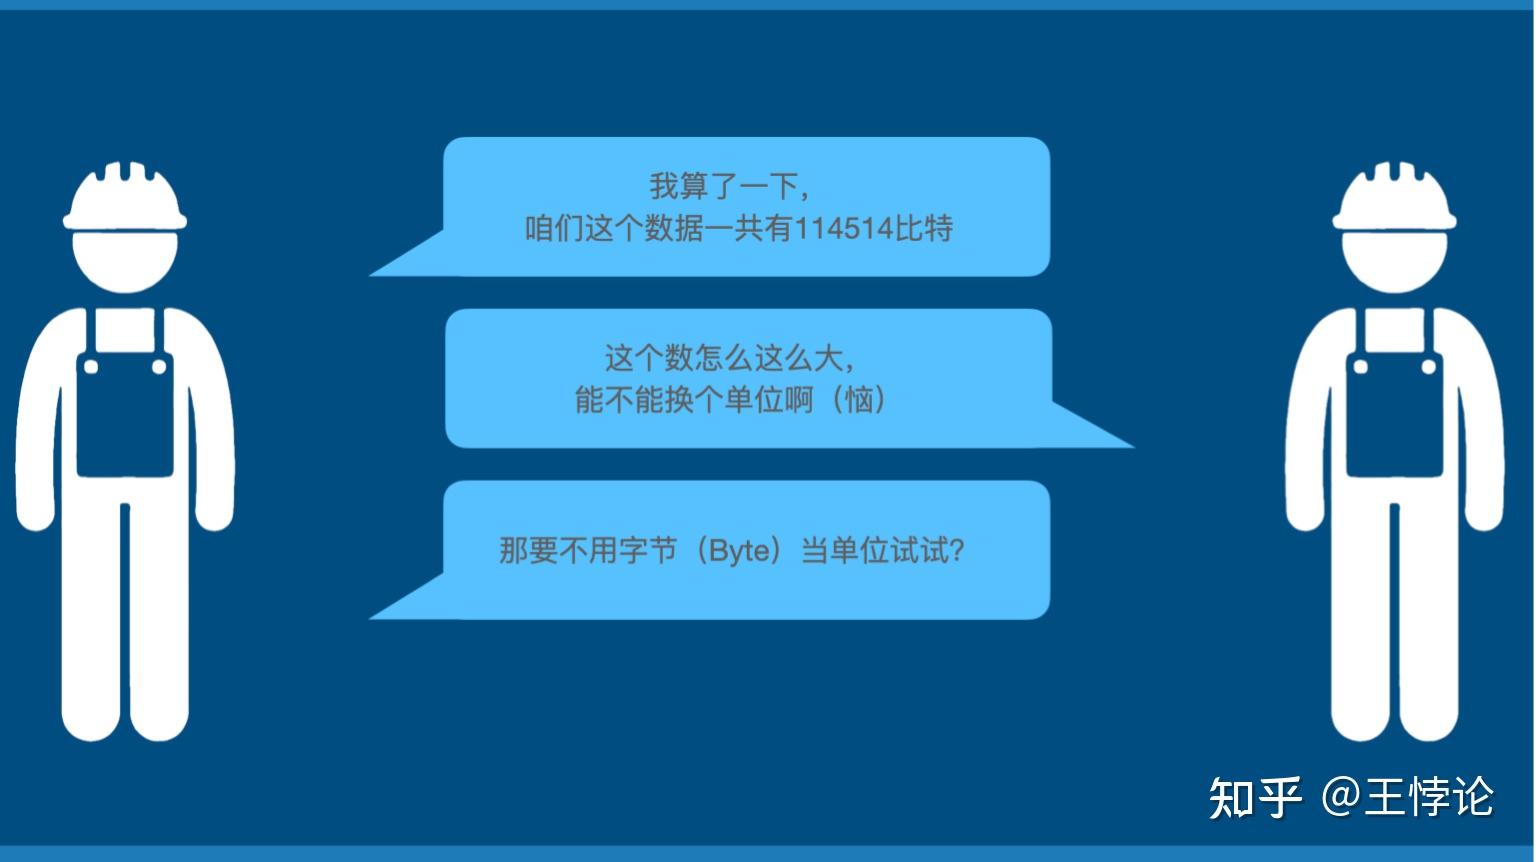 我算了一下，
咱们这个数据一共有114514比特
这个数怎么这么大，
能不能换个单位啊（恼）
那要不用字节（Byte）当单位试试？
知乎 @王悖论